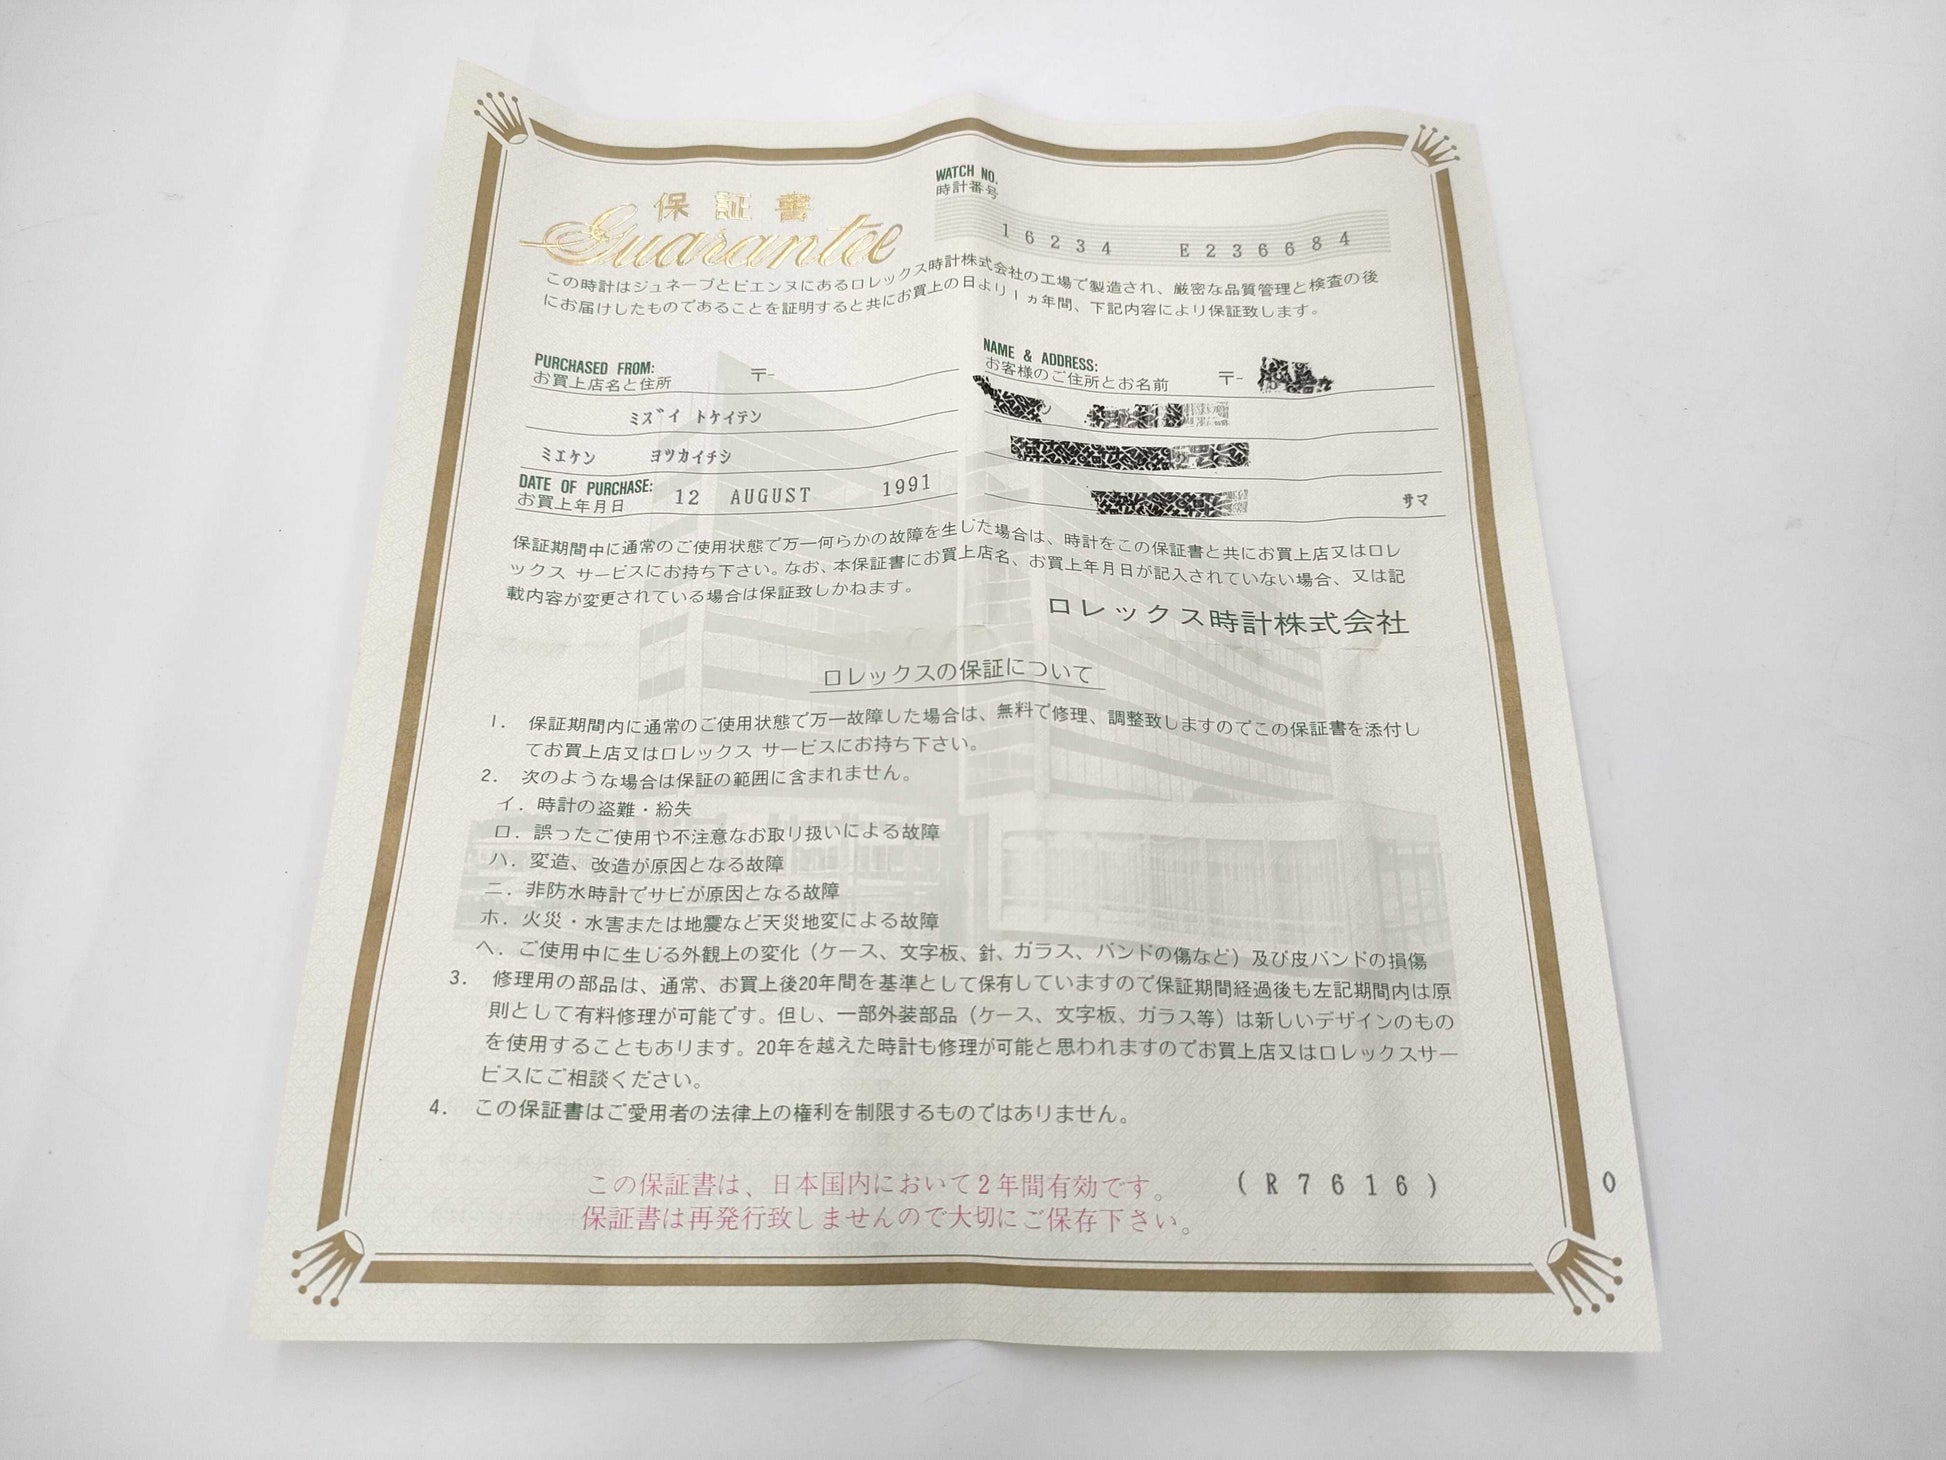 保証書
Guarantee
WATCH NO.
時計番号
16234 E236684
この時計はジュネーブとビエンヌにあるロレックス時計株式会社の工場で製造され、厳密な品質管理と検査の後
にお届けしたものであることを証明すると共にお買上の日より1ヵ年間、下記内容により保証致します。
PURCHASED FROM:
お買上店名と住所 〒-
ミズイ トケイテン
ミエケン ヨツカイチシ
DATE OF PURCHASE:
お買上年月日 12 AUGUST 1991
NAME & ADDRESS:
お客様のご住所とお名前 〒-
サマ
保証期間中に通常のご使用状態で万一何らかの故障を生じた場合は、時計をこの保証書と共にお買上店又はロレ
ックス サービスにお持ち下さい。なお、本保証書にお買上店名、お買上年月日が記入されていない場合、又は記
載内容が変更されている場合は保証致しかねます。
ロレックス時計株式会社
ロレックスの保証について
1. 保証期間内に通常のご使用状態で万一故障した場合は、無料で修理、調整致しますのでこの保証書を添付し
てお買上店又はロレックス サービスにお持ち下さい。
2. 次のような場合は保証の範囲に含まれません。
イ. 時計の盗難・紛失
ロ. 誤ったご使用や不注意なお取り扱いによる故障
ハ. 変造、改造が原因となる故障
ニ. 非防水時計でサビが原因となる故障
ホ. 火災・水害または地震など天災地変による故障
ヘ. ご使用中に生じる外観上の変化（ケース、文字板、針、ガラス、バンドの傷など）及び皮バンドの損傷
3. 修理用の部品は、通常、お買上後20年間を基準として保有していますので保証期間経過後も左記期間内は原
則として有料修理が可能です。但し、一部外装部品（ケース、文字板、ガラス等）は新しいデザインのもの
を使用することもあります。20年を越えた時計も修理が可能と思われますのでお買上店又はロレックスサー
ビスにご相談ください。
4. この保証書はご愛用者の法律上の権利を制限するものではありません。
この保証書は、日本国内において2年間有効です。 (R7616) 0
保証書は再発行致しませんので大切にご保存下さい。